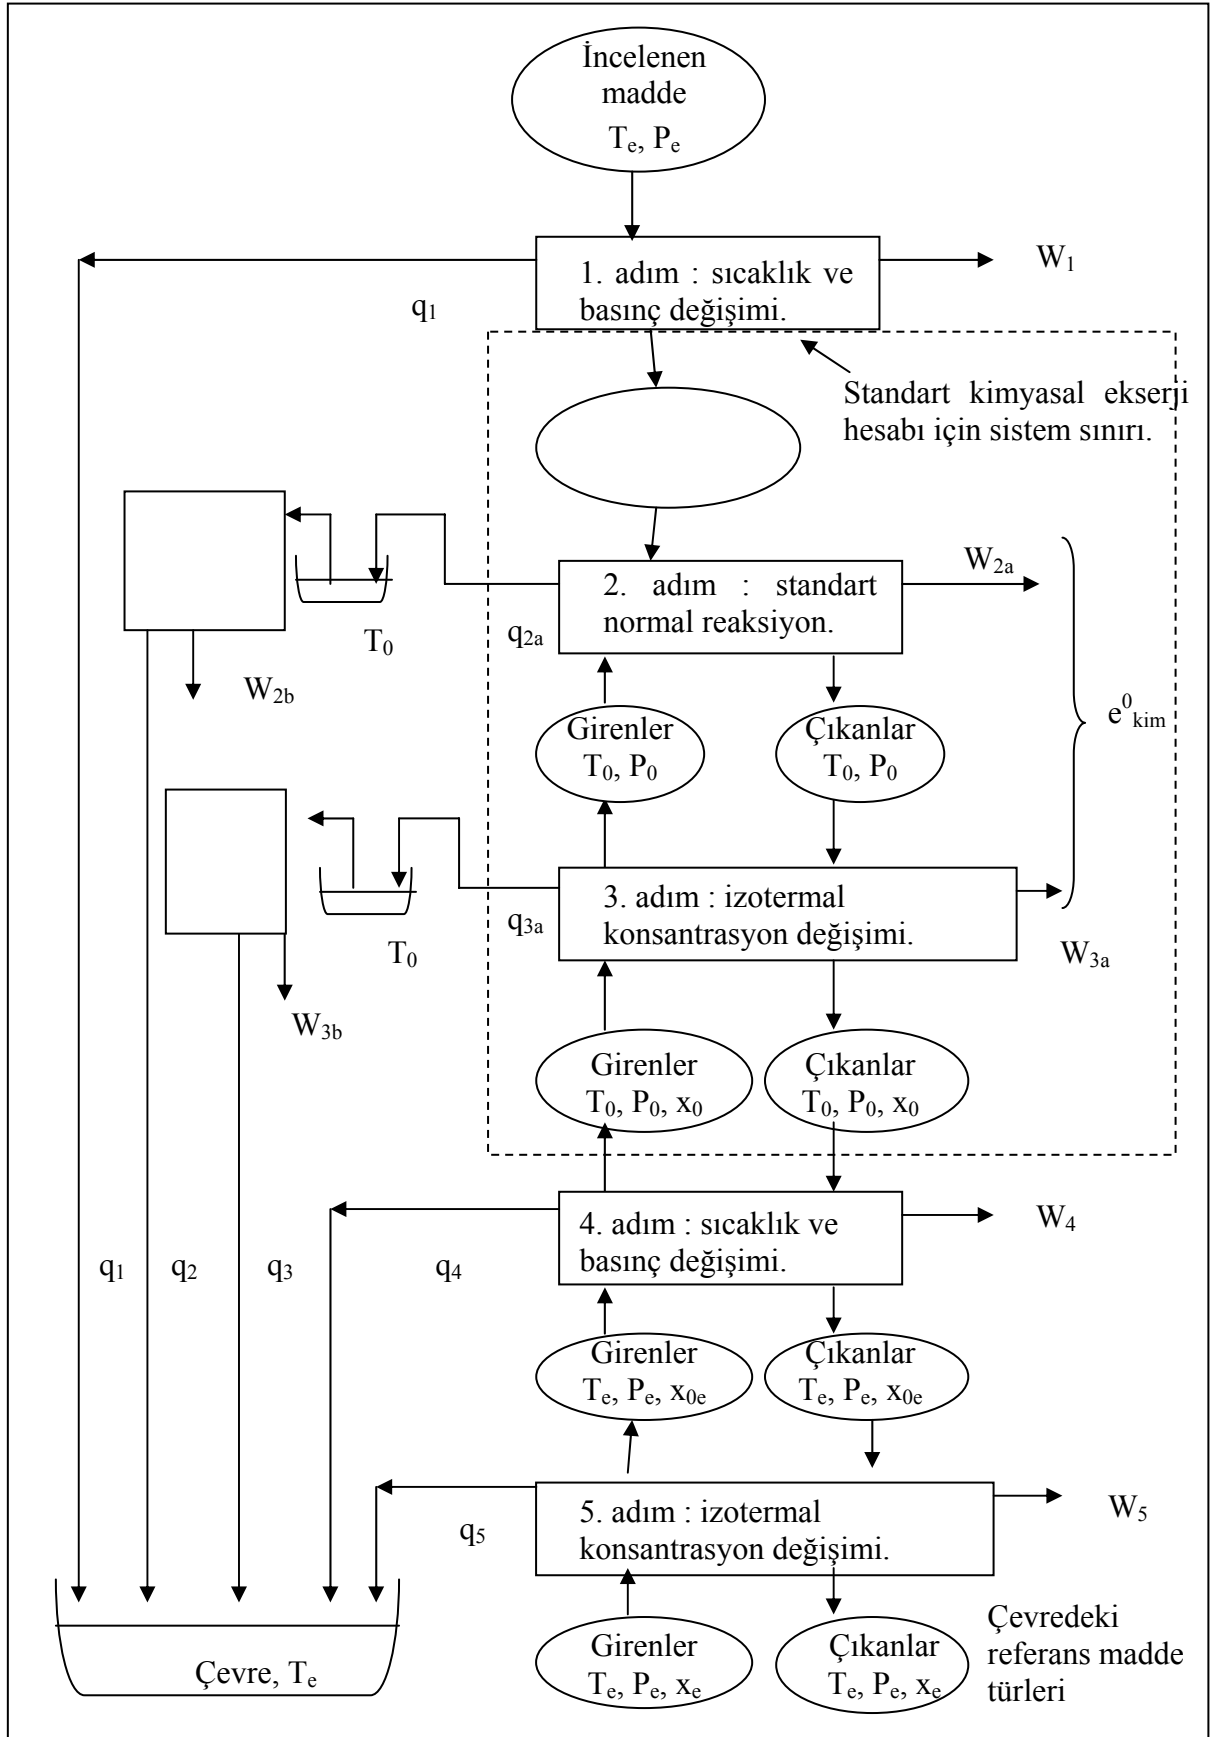 İncelenen
madde
Tₑ, Pₑ
W₁
1. adım : sıcaklık ve
basınç değişimi.
q₁
Standart kimyasal ekserji
hesabı için sistem sınırı.
W₂ₐ
2. adım : standart
normal reaksiyon.
q₂ₐ
T₀
W₂b
Girenler
T₀, P₀
Çıkanlar
T₀, P₀
e⁰kim
3. adım : izotermal
konsantrasyon değişimi.
q₃ₐ
T₀
W₃ₐ
W₃b
Girenler
T₀, P₀, x₀
Çıkanlar
T₀, P₀, x₀
4. adım : sıcaklık ve
basınç değişimi.
W₄
q₁
q₂
q₃
q₄
Girenler
Tₑ, Pₑ, x₀ₑ
Çıkanlar
Tₑ, Pₑ, x₀ₑ
5. adım : izotermal
konsantrasyon değişimi.
W₅
q₅
Girenler
Tₑ, Pₑ, xₑ
Çıkanlar
Tₑ, Pₑ, xₑ
Çevredeki
referans madde
türleri
Çevre, Tₑ